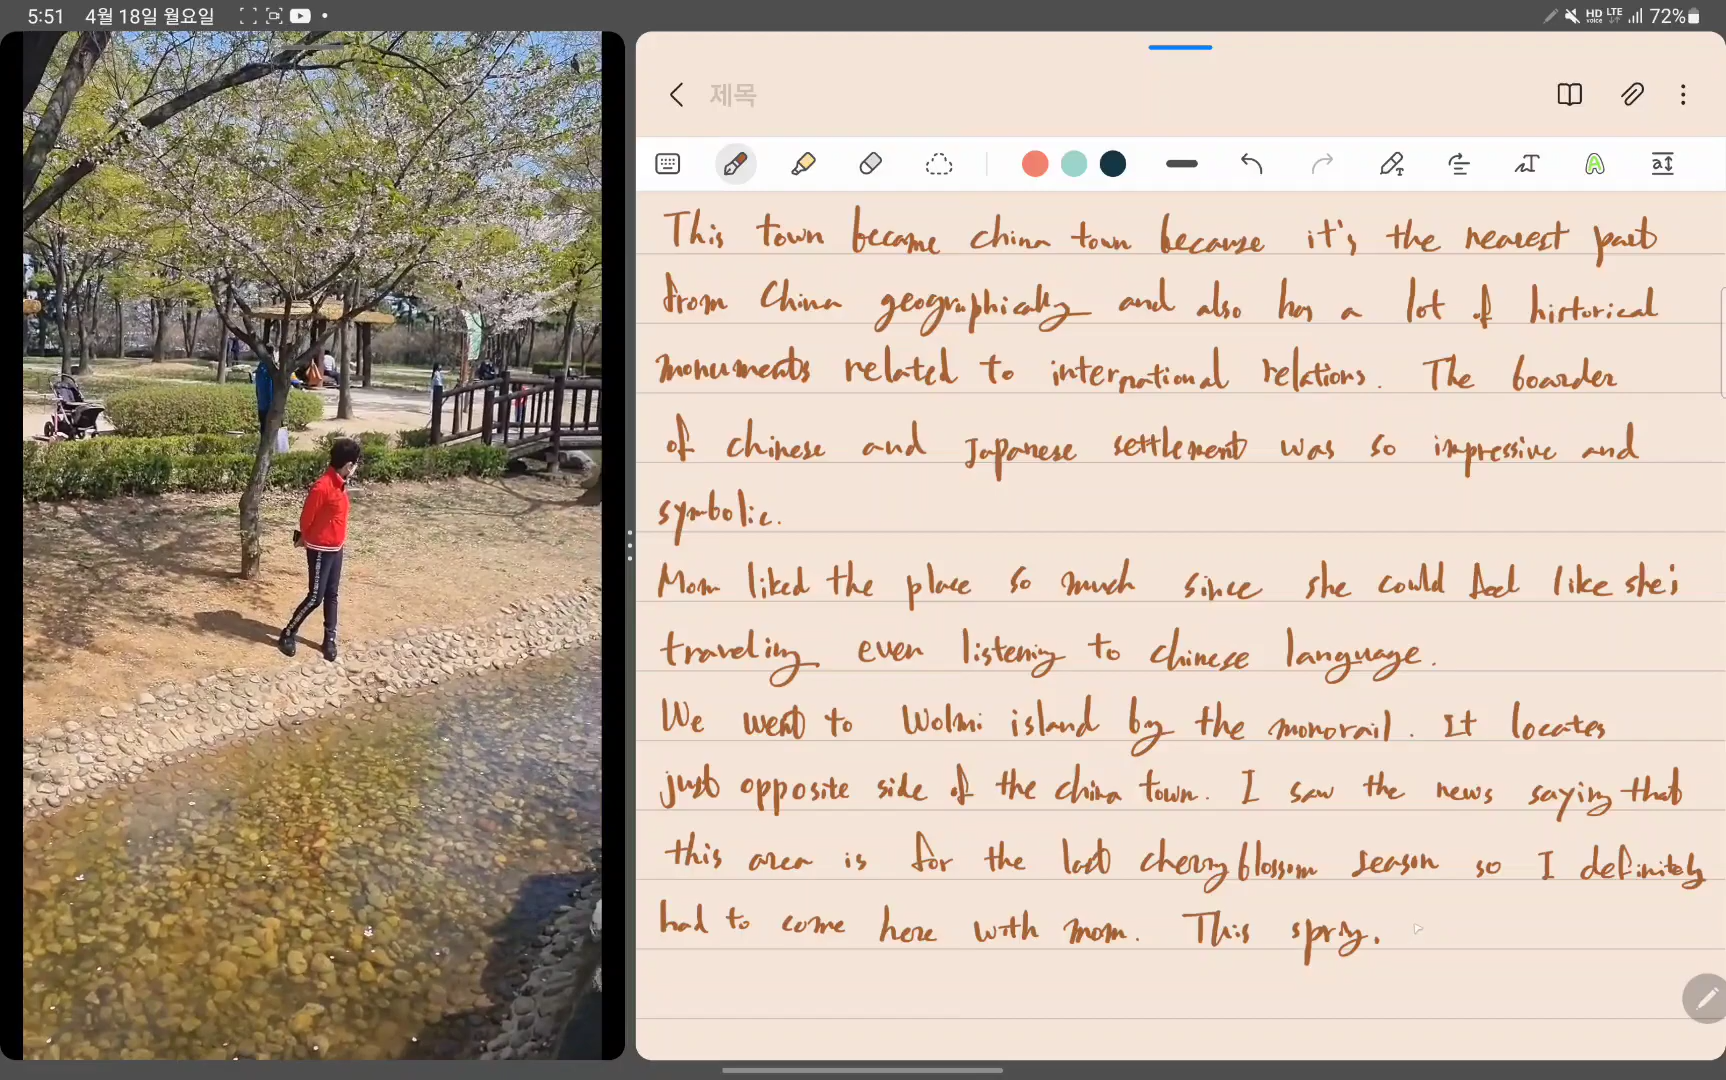 5:51 4월 18일 월요일
HD voice LTE 72%
제목
This town became china town because it's the nearest part
from China geographically and also has a lot of historical
monuments related to international relations. The boarder
of chinese and Japanese settlement was so impressive and
symbolic.
Mom liked the place so much since she could feel like she's
traveling even listening to chinese language.
We went to Wolmi island by the monorail. It locates
just opposite side of the china town. I saw the news saying that
this area is for the last cherry blossom season so I definitely
had to come here with mom. This spring.